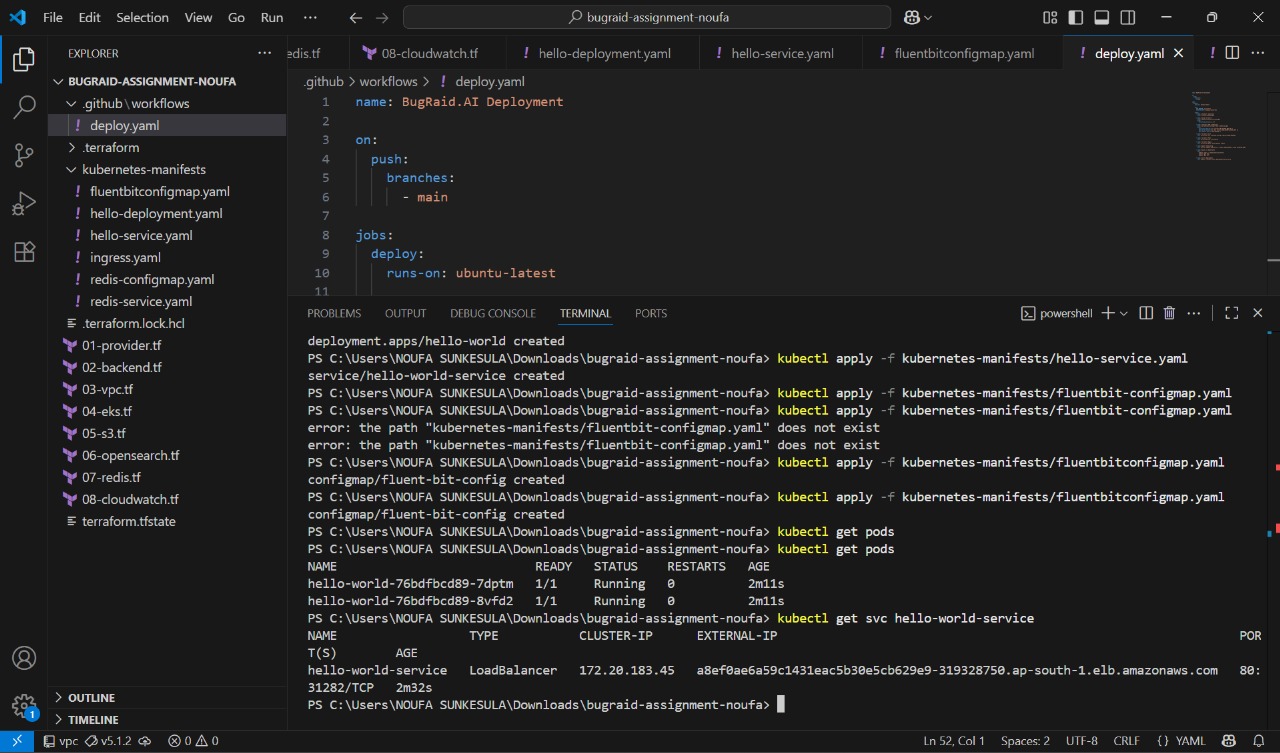 File Edit Selection View Go Run ··· bugraid-assignment-noufa
EXPLORER
BUGRAID-ASSIGNMENT-NOUFA
.github\workflows
! deploy.yaml
.terraform
kubernetes-manifests
! fluentbitconfigmap.yaml
! hello-deployment.yaml
! hello-service.yaml
! ingress.yaml
! redis-configmap.yaml
! redis-service.yaml
.terraform.lock.hcl
01-provider.tf
02-backend.tf
03-vpc.tf
04-eks.tf
05-s3.tf
06-opensearch.tf
07-redis.tf
08-cloudwatch.tf
terraform.tfstate
OUTLINE
TIMELINE
1
edis.tf 08-cloudwatch.tf ! hello-deployment.yaml ! hello-service.yaml ! fluentbitconfigmap.yaml ! deploy.yaml !
.github > workflows > ! deploy.yaml
1 name: BugRaid.AI Deployment
2
3 on:
4 push:
5 branches:
6 - main
7
8 jobs:
9 deploy:
10 runs-on: ubuntu-latest
11
PROBLEMS OUTPUT DEBUG CONSOLE TERMINAL PORTS powershell
deployment.apps/hello-world created
PS C:\Users\NOUFA SUNKESULA\Downloads\bugraid-assignment-noufa> kubectl apply -f kubernetes-manifests/hello-service.yaml
service/hello-world-service created
PS C:\Users\NOUFA SUNKESULA\Downloads\bugraid-assignment-noufa> kubectl apply -f kubernetes-manifests/fluentbit-configmap.yaml
PS C:\Users\NOUFA SUNKESULA\Downloads\bugraid-assignment-noufa> kubectl apply -f kubernetes-manifests/fluentbit-configmap.yaml
error: the path "kubernetes-manifests/fluentbit-configmap.yaml" does not exist
error: the path "kubernetes-manifests/fluentbit-configmap.yaml" does not exist
PS C:\Users\NOUFA SUNKESULA\Downloads\bugraid-assignment-noufa> kubectl apply -f kubernetes-manifests/fluentbitconfigmap.yaml
configmap/fluent-bit-config created
PS C:\Users\NOUFA SUNKESULA\Downloads\bugraid-assignment-noufa> kubectl apply -f kubernetes-manifests/fluentbitconfigmap.yaml
configmap/fluent-bit-config created
PS C:\Users\NOUFA SUNKESULA\Downloads\bugraid-assignment-noufa> kubectl get pods
PS C:\Users\NOUFA SUNKESULA\Downloads\bugraid-assignment-noufa> kubectl get pods
NAME READY STATUS RESTARTS AGE
hello-world-76bdfbcd89-7dptm 1/1 Running 0 2m11s
hello-world-76bdfbcd89-8vfd2 1/1 Running 0 2m11s
PS C:\Users\NOUFA SUNKESULA\Downloads\bugraid-assignment-noufa> kubectl get svc hello-world-service
NAME TYPE CLUSTER-IP EXTERNAL-IP POR
T(S) AGE
hello-world-service LoadBalancer 172.20.183.45 a8ef0ae6a59c1431eac5b30e5cb629e9-319328750.ap-south-1.elb.amazonaws.com 80:
31282/TCP 2m32s
PS C:\Users\NOUFA SUNKESULA\Downloads\bugraid-assignment-noufa>
vpc v5.1.2 0 0 Ln 52, Col 1 Spaces: 2 UTF-8 CRLF {} YAML